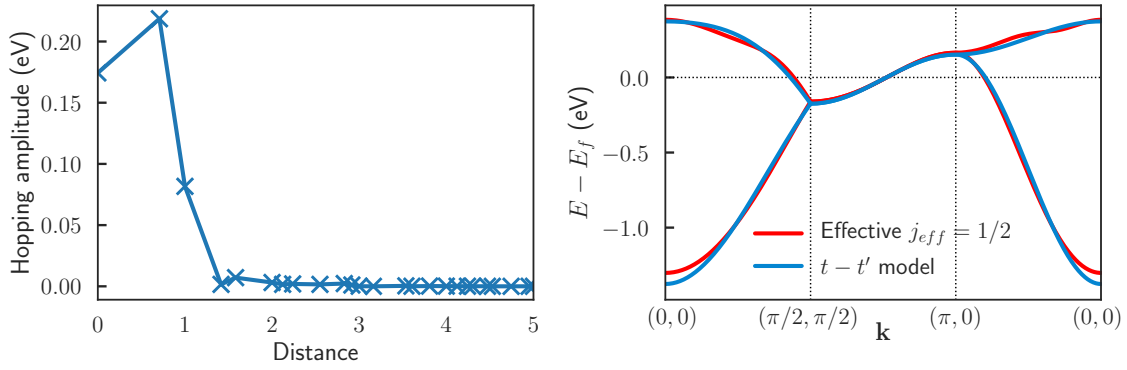 Hopping amplitude (eV)
0.20
0.15
0.10
0.05
0.00
0 1 2 3 4 5
Distance
E − E_f (eV)
0.0
−0.5
−1.0
Effective j_{eff} = 1/2
t − t′ model
(0, 0) (π/2, π/2) (π, 0) (0, 0)
k